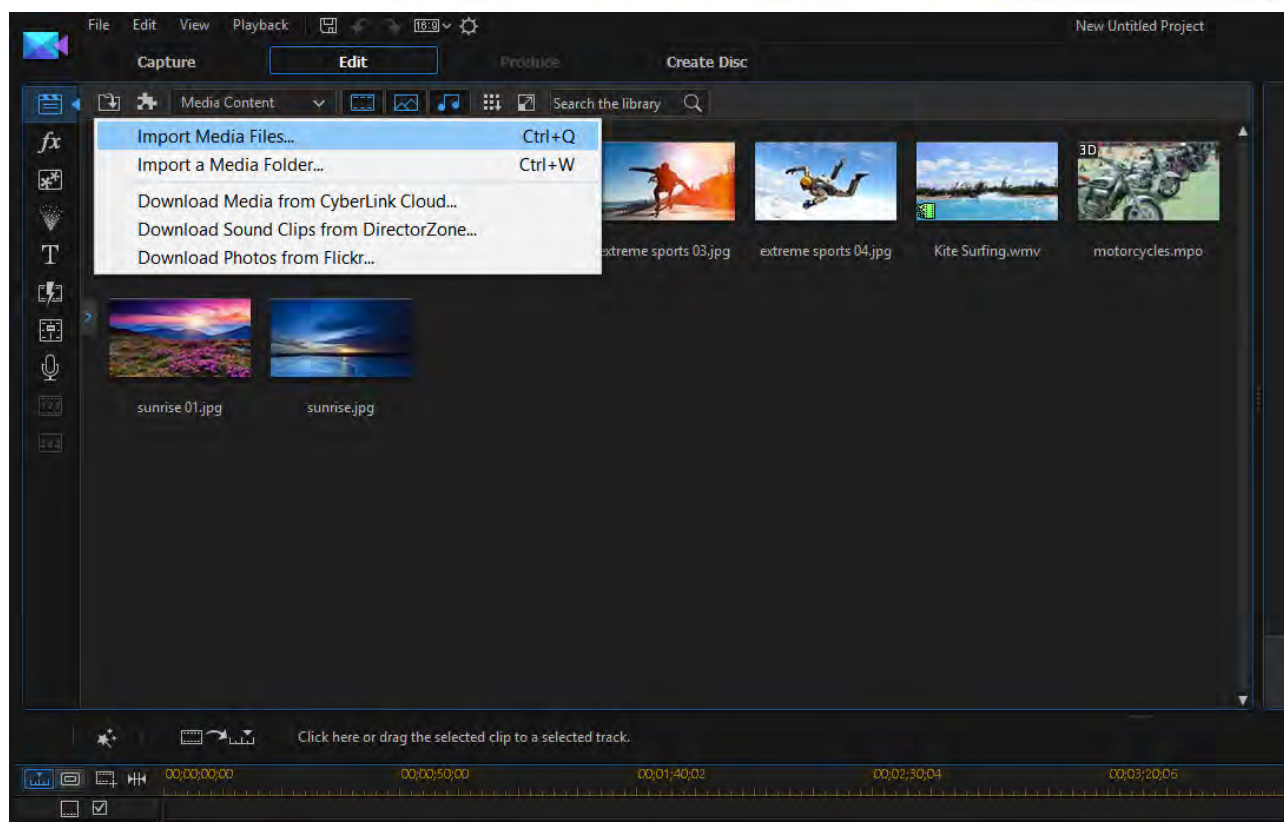 File Edit View Playback 16:9 New Untitled Project
Capture Edit Produce Create Disc
Media Content Search the library
fx
Import Media Files... Ctrl+Q
Import a Media Folder... Ctrl+W
Download Media from CyberLink Cloud...
Download Sound Clips from DirectorZone...
Download Photos from Flickr...
3D
T
extreme sports 03.jpg extreme sports 04.jpg Kite Surfing.wmv motorcycles.mpo
sunrise 01.jpg sunrise.jpg
Click here or drag the selected clip to a selected track.
00;00;00;00 00;00;50;00 00;01;40;02 00;02;30;04 00;03;20;06